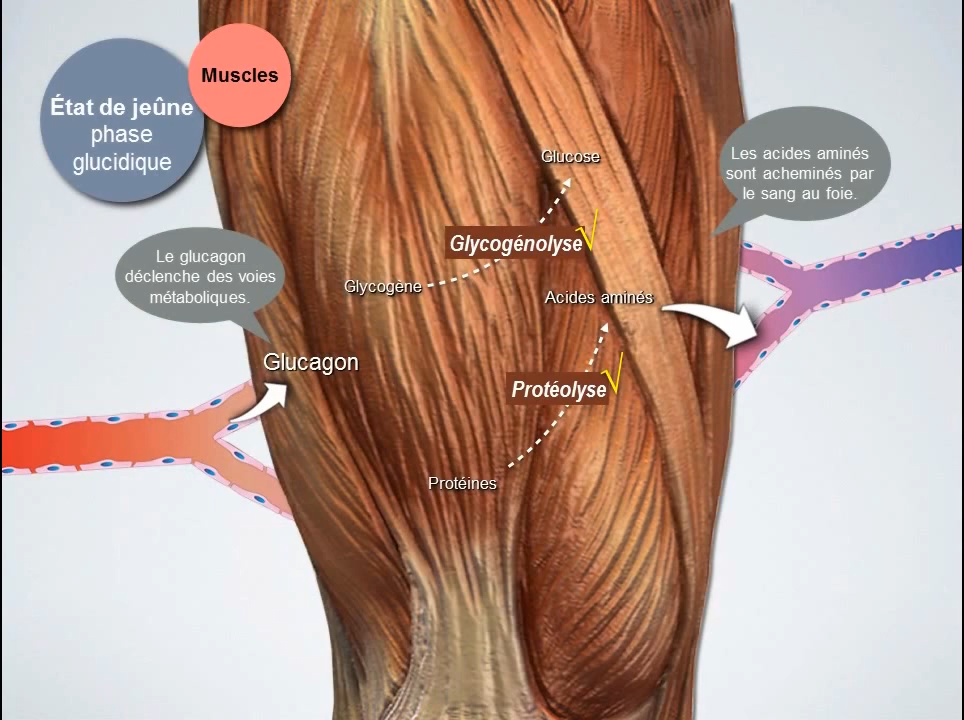 État de jeûne
phase
glucidique
Muscles
Les acides aminés
sont acheminés par
le sang au foie.
Glucose
Glycogénolyse
Glycogène
Le glucagon
déclenche des voies
métaboliques.
Acides aminés
Glucagon
Protéolyse
Protéines